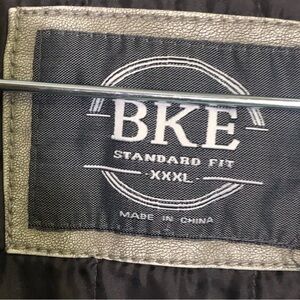 BKE
STANDARD FIT
- XXXL -
MADE IN CHINA